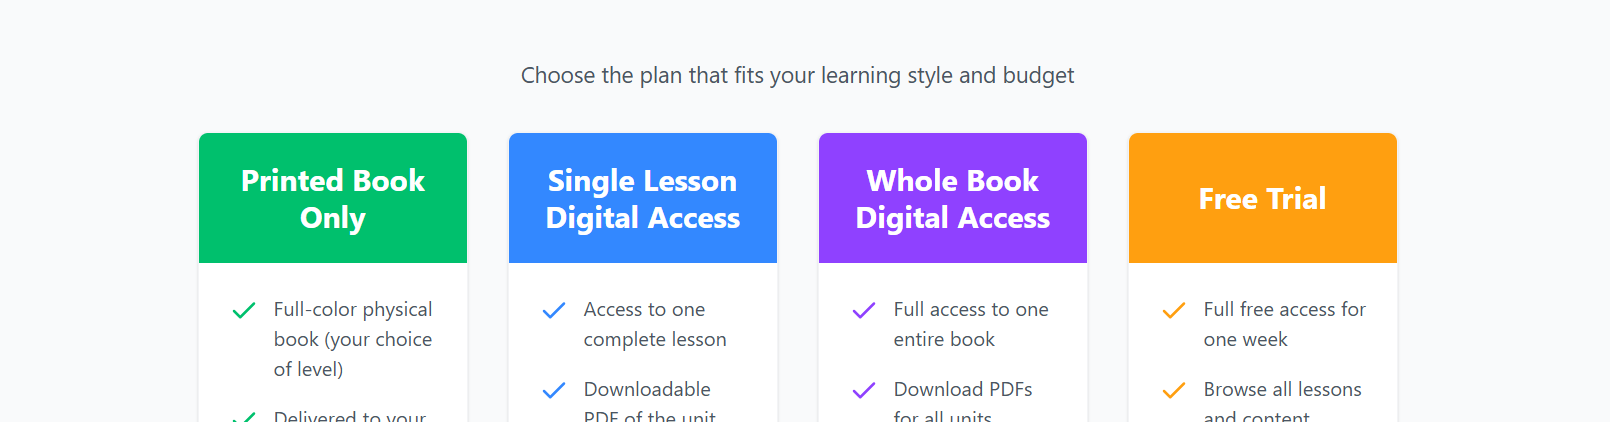 Choose the plan that fits your learning style and budget
Printed Book
Only
Full-color physical
book (your choice
of level)
Delivered to your
Single Lesson
Digital Access
Access to one
complete lesson
Downloadable
PDF of the unit
Whole Book
Digital Access
Full access to one
entire book
Download PDFs
for all units
Free Trial
Full free access for
one week
Browse all lessons
and content